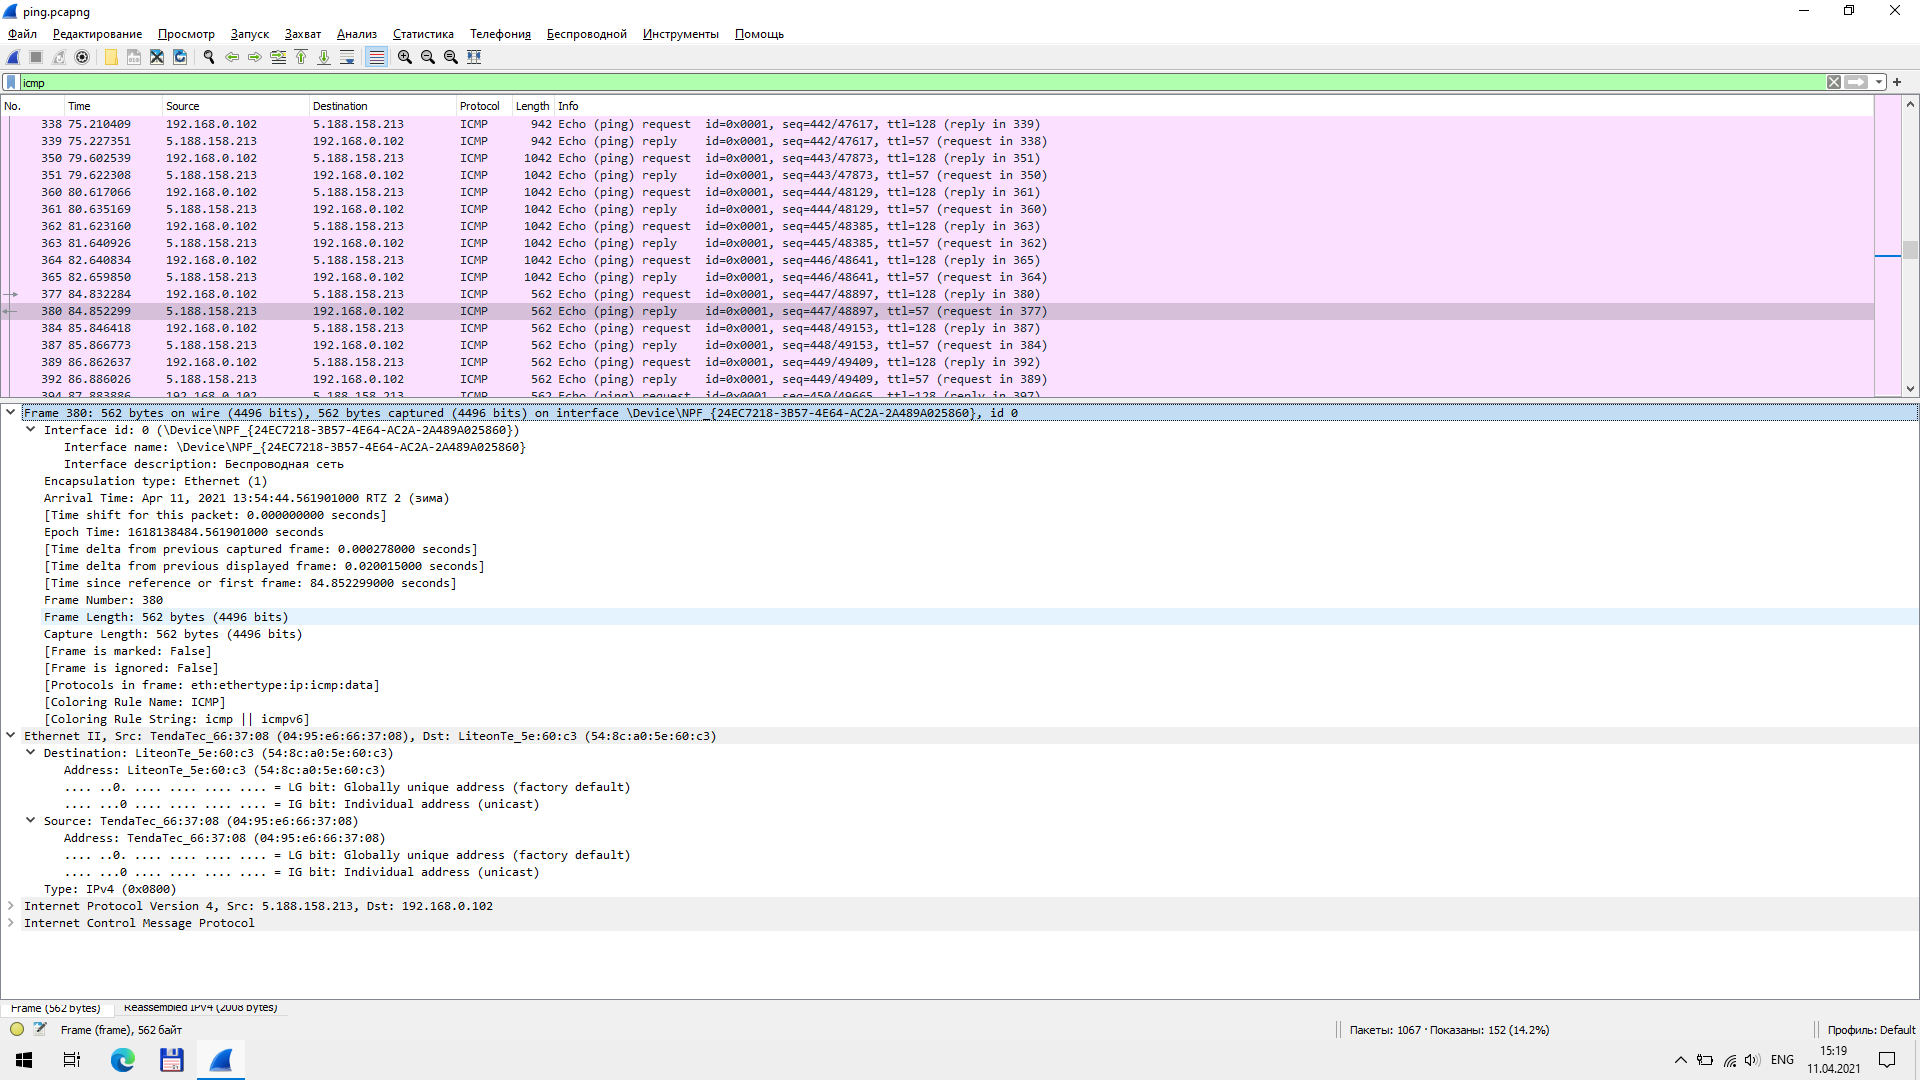 ping.pcapng
Файл Редактирование Просмотр Запуск Захват Анализ Статистика Телефония Беспроводной Инструменты Помощь
icmp
No. Time Source Destination Protocol Length Info
338 75.210409 192.168.0.102 5.188.158.213 ICMP 942 Echo (ping) request id=0x0001, seq=442/47617, ttl=128 (reply in 339)
339 75.227351 5.188.158.213 192.168.0.102 ICMP 942 Echo (ping) reply id=0x0001, seq=442/47617, ttl=57 (request in 338)
350 79.602539 192.168.0.102 5.188.158.213 ICMP 1042 Echo (ping) request id=0x0001, seq=443/47873, ttl=128 (reply in 351)
351 79.622308 5.188.158.213 192.168.0.102 ICMP 1042 Echo (ping) reply id=0x0001, seq=443/47873, ttl=57 (request in 350)
360 80.617066 192.168.0.102 5.188.158.213 ICMP 1042 Echo (ping) request id=0x0001, seq=444/48129, ttl=128 (reply in 361)
361 80.635169 5.188.158.213 192.168.0.102 ICMP 1042 Echo (ping) reply id=0x0001, seq=444/48129, ttl=57 (request in 360)
362 81.623160 192.168.0.102 5.188.158.213 ICMP 1042 Echo (ping) request id=0x0001, seq=445/48385, ttl=128 (reply in 363)
363 81.640926 5.188.158.213 192.168.0.102 ICMP 1042 Echo (ping) reply id=0x0001, seq=445/48385, ttl=57 (request in 362)
364 82.640834 192.168.0.102 5.188.158.213 ICMP 1042 Echo (ping) request id=0x0001, seq=446/48641, ttl=128 (reply in 365)
365 82.659850 5.188.158.213 192.168.0.102 ICMP 1042 Echo (ping) reply id=0x0001, seq=446/48641, ttl=57 (request in 364)
377 84.832284 192.168.0.102 5.188.158.213 ICMP 562 Echo (ping) request id=0x0001, seq=447/48897, ttl=128 (reply in 380)
380 84.852299 5.188.158.213 192.168.0.102 ICMP 562 Echo (ping) reply id=0x0001, seq=447/48897, ttl=57 (request in 377)
384 85.846418 192.168.0.102 5.188.158.213 ICMP 562 Echo (ping) request id=0x0001, seq=448/49153, ttl=128 (reply in 387)
387 85.866773 5.188.158.213 192.168.0.102 ICMP 562 Echo (ping) reply id=0x0001, seq=448/49153, ttl=57 (request in 384)
389 86.862637 192.168.0.102 5.188.158.213 ICMP 562 Echo (ping) request id=0x0001, seq=449/49409, ttl=128 (reply in 392)
392 86.886026 5.188.158.213 192.168.0.102 ICMP 562 Echo (ping) reply id=0x0001, seq=449/49409, ttl=57 (request in 389)
394 87.883886 192.168.0.102 5.188.158.213 ICMP 562 Echo (ping) request id=0x0001, seq=450/49665, ttl=128 (reply in 397)
Frame 380: 562 bytes on wire (4496 bits), 562 bytes captured (4496 bits) on interface \Device\NPF_{24EC7218-3B57-4E64-AC2A-2A489A025860}, id 0
Interface id: 0 (\Device\NPF_{24EC7218-3B57-4E64-AC2A-2A489A025860})
Interface name: \Device\NPF_{24EC7218-3B57-4E64-AC2A-2A489A025860}
Interface description: Беспроводная сеть
Encapsulation type: Ethernet (1)
Arrival Time: Apr 11, 2021 13:54:44.561901000 RTZ 2 (зима)
[Time shift for this packet: 0.000000000 seconds]
Epoch Time: 1618138484.561901000 seconds
[Time delta from previous captured frame: 0.000278000 seconds]
[Time delta from previous displayed frame: 0.020015000 seconds]
[Time since reference or first frame: 84.852299000 seconds]
Frame Number: 380
Frame Length: 562 bytes (4496 bits)
Capture Length: 562 bytes (4496 bits)
[Frame is marked: False]
[Frame is ignored: False]
[Protocols in frame: eth:ethertype:ip:icmp:data]
[Coloring Rule Name: ICMP]
[Coloring Rule String: icmp || icmpv6]
Ethernet II, Src: TendaTec_66:37:08 (04:95:e6:66:37:08), Dst: LiteonTe_5e:60:c3 (54:8c:a0:5e:60:c3)
Destination: LiteonTe_5e:60:c3 (54:8c:a0:5e:60:c3)
Address: LiteonTe_5e:60:c3 (54:8c:a0:5e:60:c3)
.... ..0. .... .... .... .... = LG bit: Globally unique address (factory default)
.... ...0 .... .... .... .... = IG bit: Individual address (unicast)
Source: TendaTec_66:37:08 (04:95:e6:66:37:08)
Address: TendaTec_66:37:08 (04:95:e6:66:37:08)
.... ..0. .... .... .... .... = LG bit: Globally unique address (factory default)
.... ...0 .... .... .... .... = IG bit: Individual address (unicast)
Type: IPv4 (0x0800)
Internet Protocol Version 4, Src: 5.188.158.213, Dst: 192.168.0.102
Internet Control Message Protocol
Frame (562 bytes) Reassembled IPv4 (2008 bytes)
Frame (frame), 562 байт
Пакеты: 1067 · Показаны: 152 (14.2%)
Профиль: Default
ENG
15:19
11.04.2021